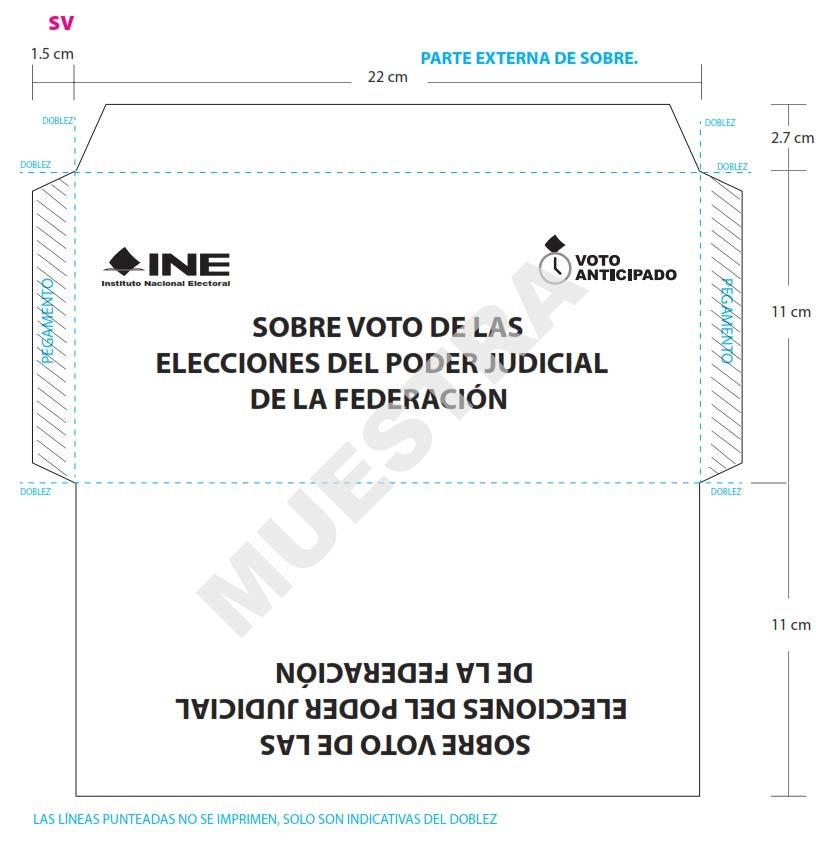 SV
1.5 cm
PARTE EXTERNA DE SOBRE.
22 cm
DOBLEZ
DOBLEZ
2.7 cm
DOBLEZ
DOBLEZ
INE
Instituto Nacional Electoral
VOTO
ANTICIPADO
PEGAMENTO
PEGAMENTO
11 cm
SOBRE VOTO DE LAS
ELECCIONES DEL PODER JUDICIAL
DE LA FEDERACIÓN
MUESTRA
DOBLEZ
DOBLEZ
11 cm
SOBRE VOTO DE LAS
ELECCIONES DEL PODER JUDICIAL
DE LA FEDERACIÓN
LAS LÍNEAS PUNTEADAS NO SE IMPRIMEN, SOLO SON INDICATIVAS DEL DOBLEZ